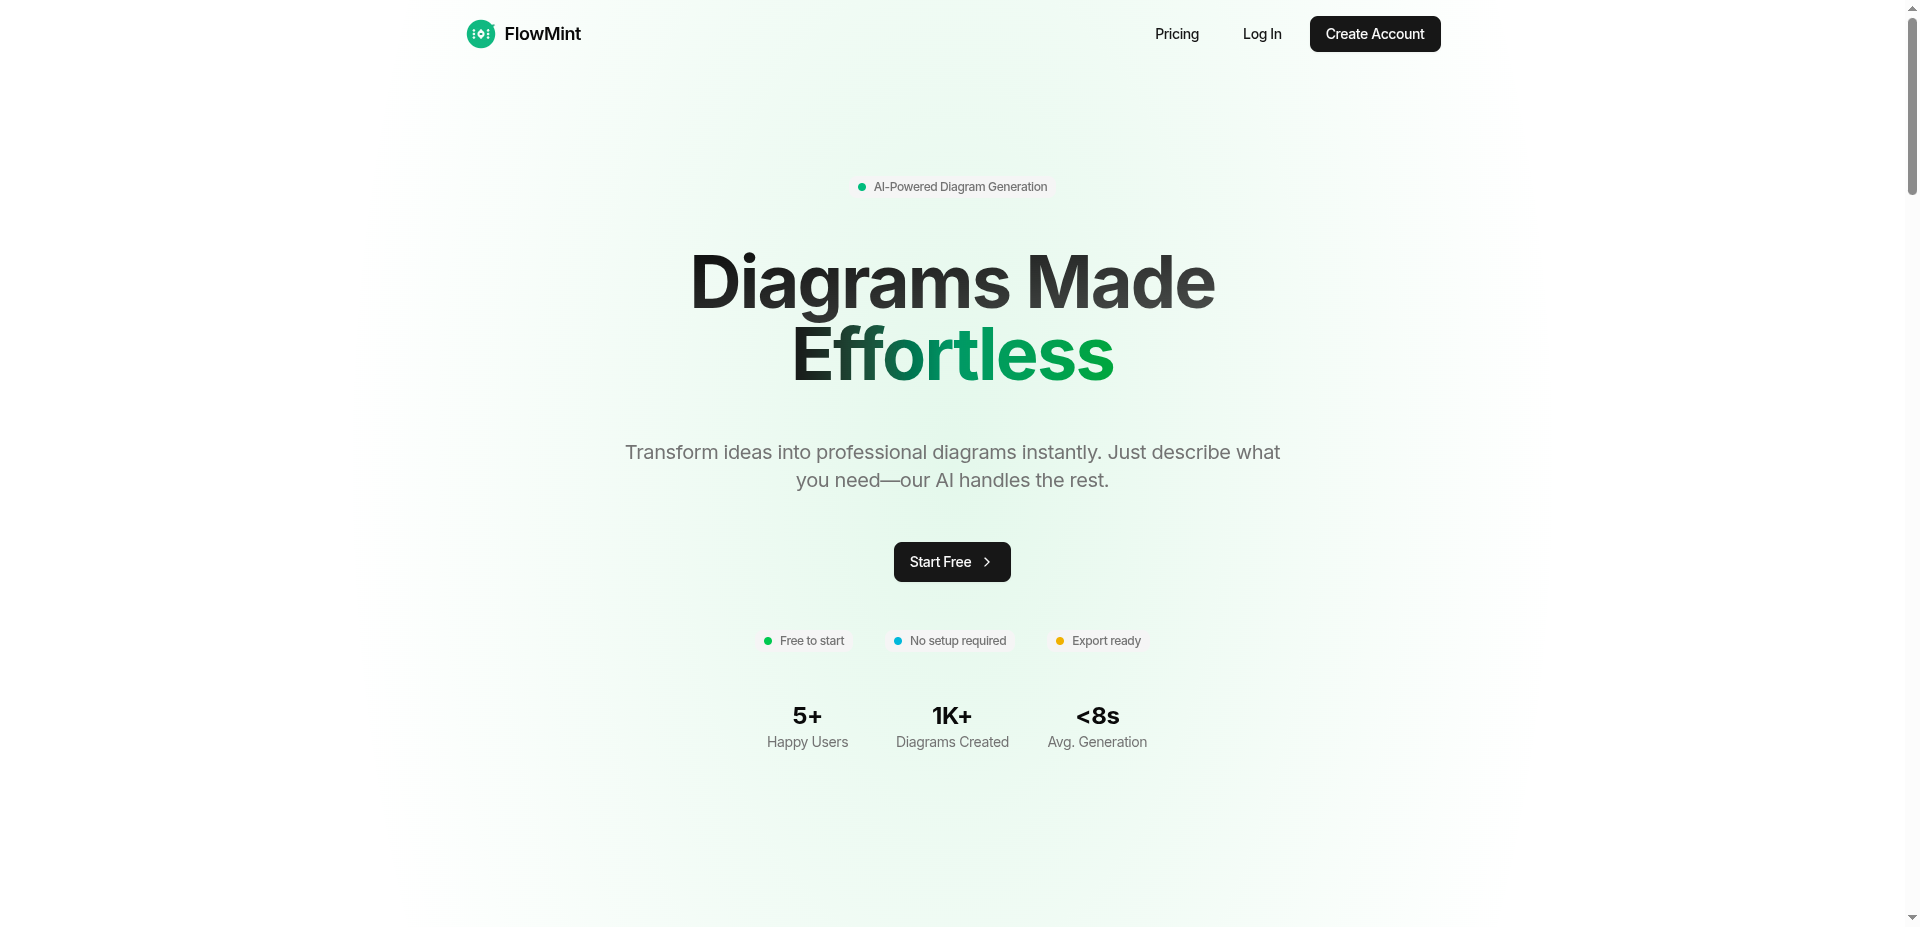 FlowMint
Pricing
Log In
Create Account
AI-Powered Diagram Generation
Diagrams Made
Effortless
Transform ideas into professional diagrams instantly. Just describe what
you need—our AI handles the rest.
Start Free
Free to start
No setup required
Export ready
5+
Happy Users
1K+
Diagrams Created
<8s
Avg. Generation